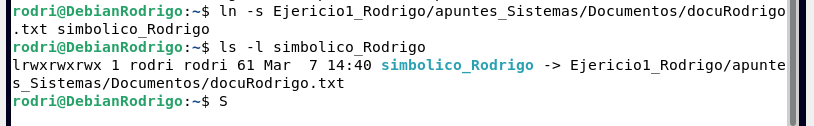 rodri@DebianRodrigo:~$ ln -s Ejericio1_Rodrigo/apuntes_Sistemas/Documentos/docuRodrigo
.txt simbolico_Rodrigo
rodri@DebianRodrigo:~$ ls -l simbolico_Rodrigo
lrwxrwxrwx 1 rodri rodri 61 Mar  7 14:40 simbolico_Rodrigo -> Ejericio1_Rodrigo/apunte
s_Sistemas/Documentos/docuRodrigo.txt
rodri@DebianRodrigo:~$ S